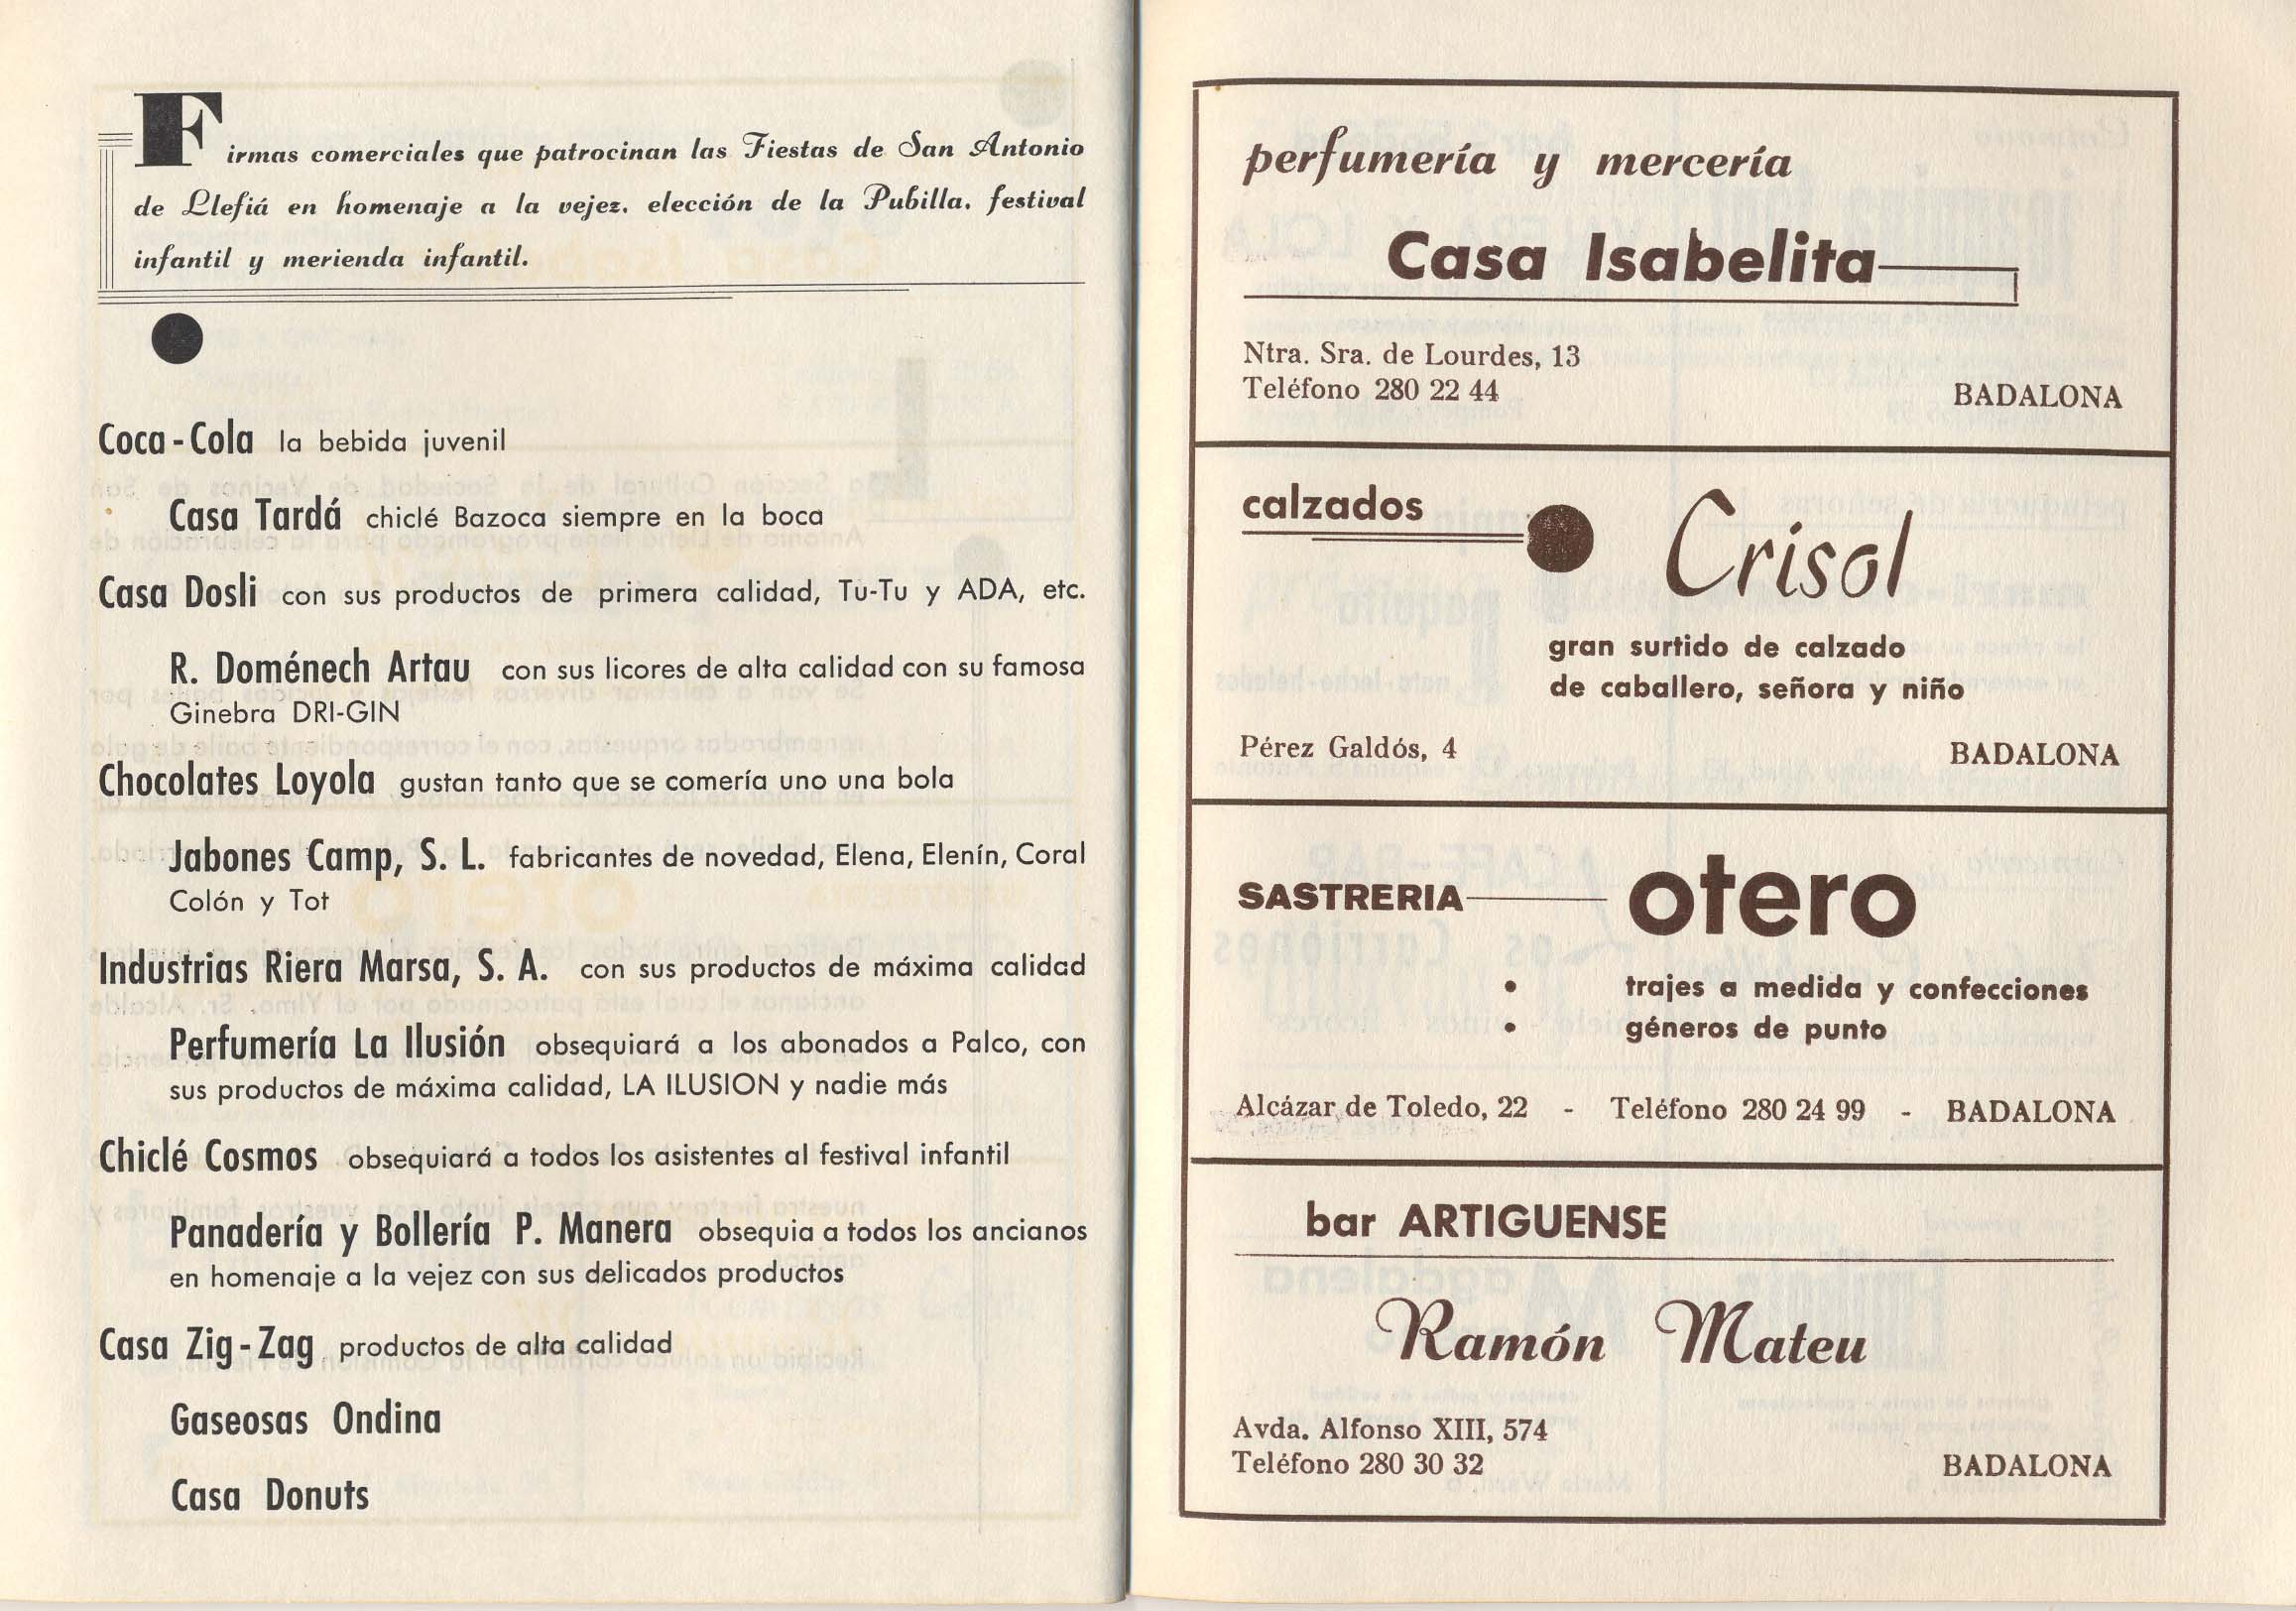 Firmas comerciales que patrocinan las Fiestas de San Antonio
de Llefiá en homenaje a la vejez, elección de la Pubilla, festival
infantil y merienda infantil.
Coca-Cola la bebida juvenil
Casa Tardá chiclé Bazoca siempre en la boca
Casa Dosli con sus productos de primera calidad, Tu-Tu y ADA, etc.
R. Doménech Artau con sus licores de alta calidad con su famosa
Ginebra DRI-GIN
Chocolates Loyola gustan tanto que se comería uno una bola
Jabones Camp, S. L. fabricantes de novedad, Elena, Elenín, Coral
Colón y Tot
Industrias Riera Marsa, S. A. con sus productos de máxima calidad
Perfumería La Ilusión obsequiará a los abonados a Palco, con
sus productos de máxima calidad, LA ILUSION y nadie más
Chiclé Cosmos obsequiará a todos los asistentes al festival infantil
Panadería y Bollería P. Manera obsequia a todos los ancianos
en homenaje a la vejez con sus delicados productos
Casa Zig-Zag productos de alta calidad
Gaseosas Ondina
Casa Donuts
perfumería y mercería
Casa Isabelita
Ntra. Sra. de Lourdes, 13
Teléfono 280 22 44 BADALONA
calzados Crisol
gran surtido de calzado
de caballero, señora y niño
Pérez Galdós, 4 BADALONA
SASTRERIA otero
• trajes a medida y confecciones
• géneros de punto
Alcázar de Toledo, 22 - Teléfono 280 24 99 - BADALONA
bar ARTIGUENSE
Ramón Mateu
Avda. Alfonso XIII, 574
Teléfono 280 30 32 BADALONA